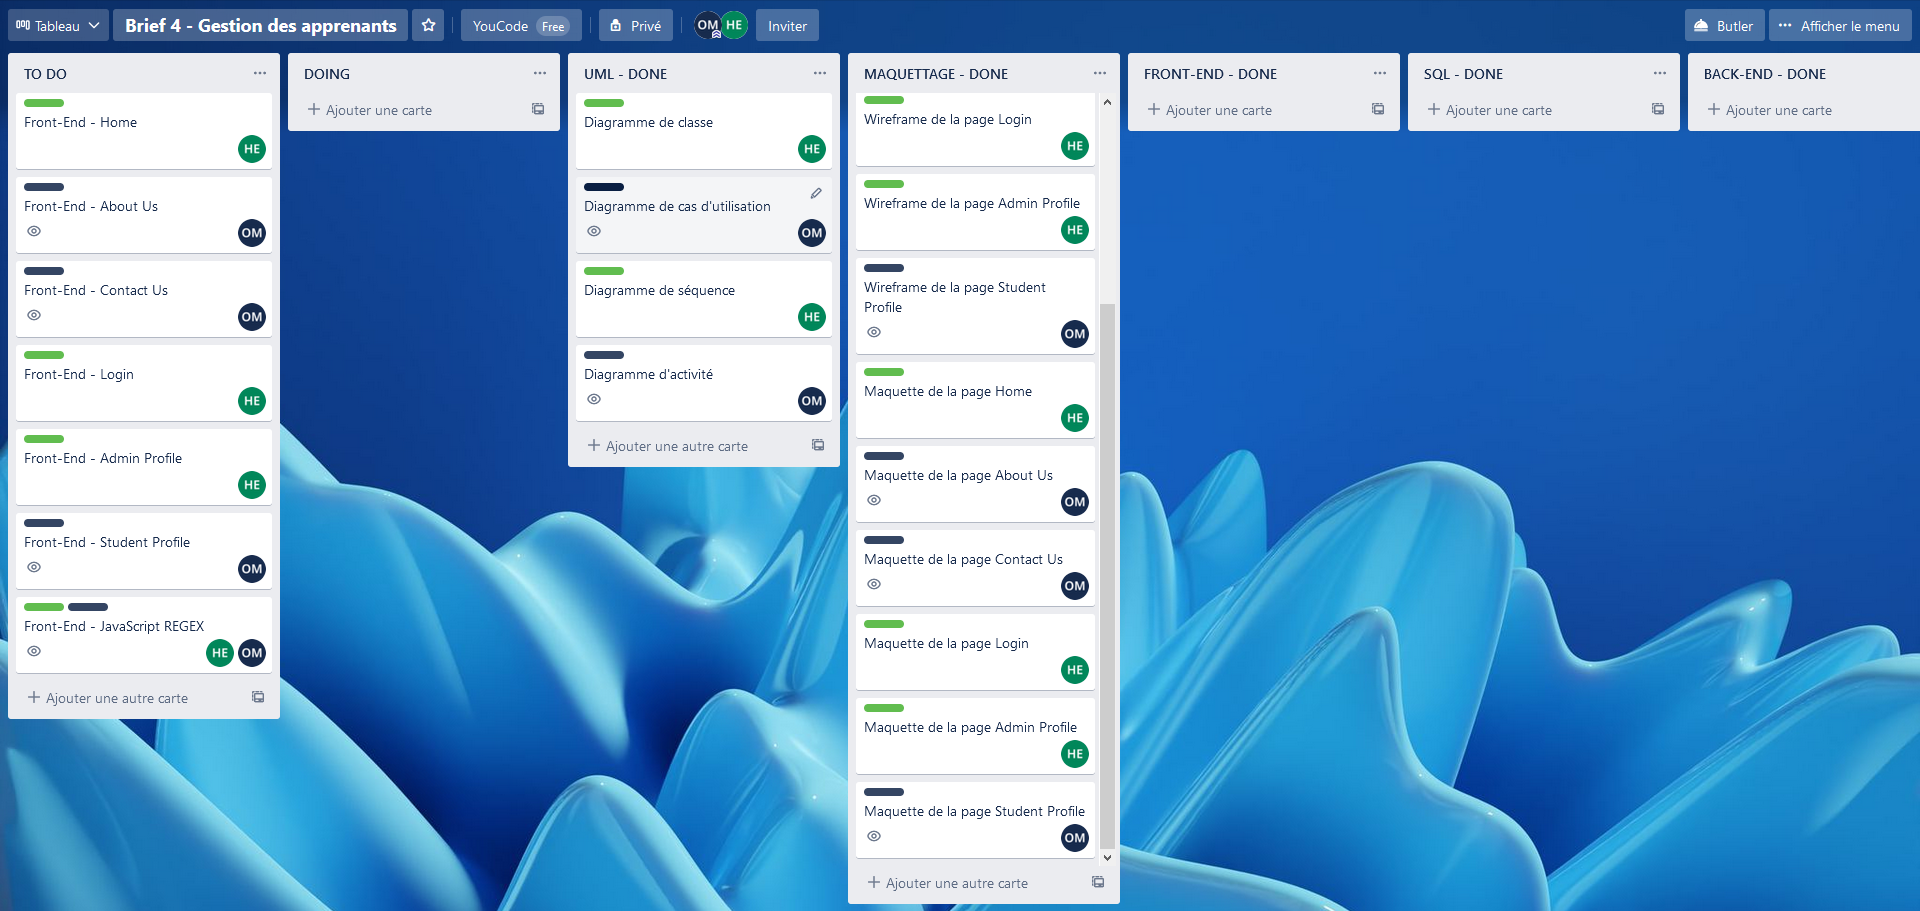 Tableau
Brief 4 - Gestion des apprenants
YouCode Free
Privé
OM HE
Inviter
Butler
Afficher le menu
TO DO
Front-End - Home
HE
Front-End - About Us
OM
Front-End - Contact Us
OM
Front-End - Login
HE
Front-End - Admin Profile
HE
Front-End - Student Profile
OM
Front-End - JavaScript REGEX
HE OM
Ajouter une autre carte
DOING
Ajouter une carte
UML - DONE
Diagramme de classe
HE
Diagramme de cas d'utilisation
OM
Diagramme de séquence
HE
Diagramme d'activité
OM
Ajouter une autre carte
MAQUETTAGE - DONE
Wireframe de la page Login
HE
Wireframe de la page Admin Profile
HE
Wireframe de la page Student
Profile
OM
Maquette de la page Home
HE
Maquette de la page About Us
OM
Maquette de la page Contact Us
OM
Maquette de la page Login
HE
Maquette de la page Admin Profile
HE
Maquette de la page Student Profile
OM
Ajouter une autre carte
FRONT-END - DONE
Ajouter une carte
SQL - DONE
Ajouter une carte
BACK-END - DONE
Ajouter une carte